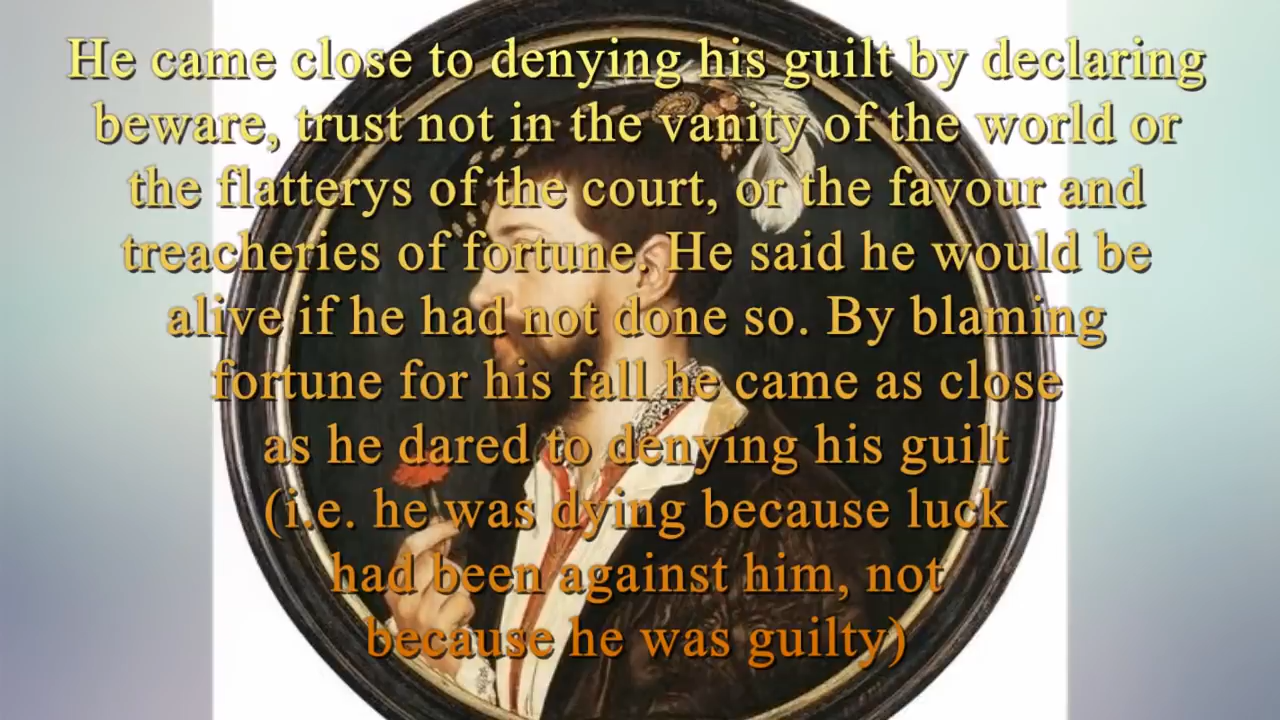 He came close to denying his guilt by declaring
beware, trust not in the vanity of the world or
the flatterys of the court, or the favour and
treacheries of fortune. He said he would be
alive if he had not done so. By blaming
fortune for his fall he came as close
as he dared to denying his guilt
(i.e. he was dying because luck
had been against him, not
because he was guilty)